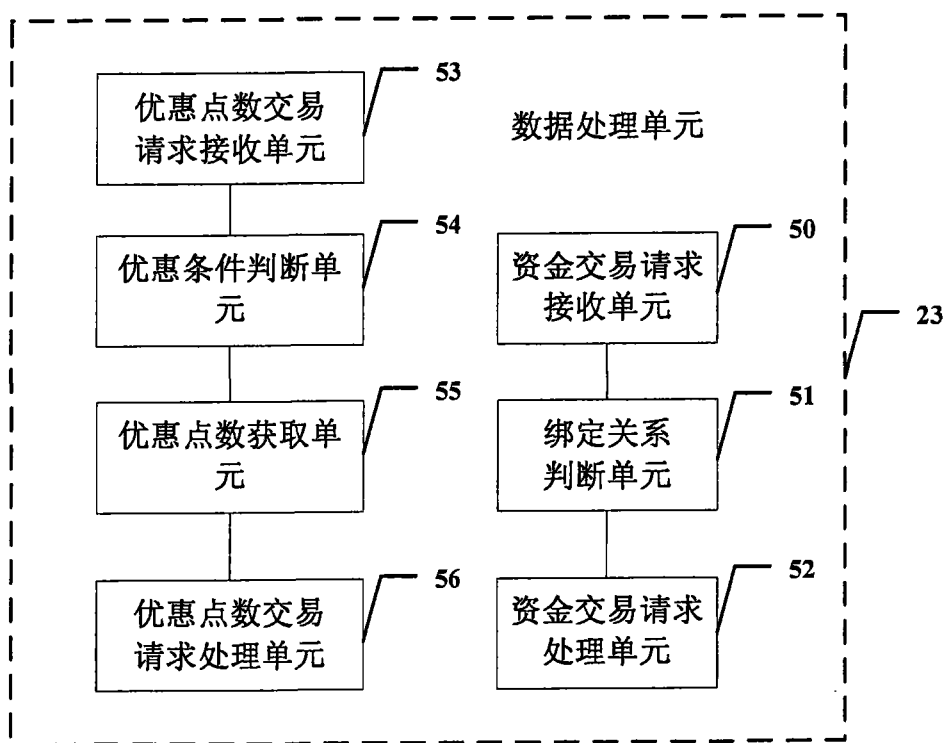 53
优惠点数交易
请求接收单元
数据处理单元
54
优惠条件判断单
元
50
资金交易请求
接收单元
23
55
优惠点数获取单
元
51
绑定关系
判断单元
56
优惠点数交易
请求处理单元
52
资金交易请求
处理单元